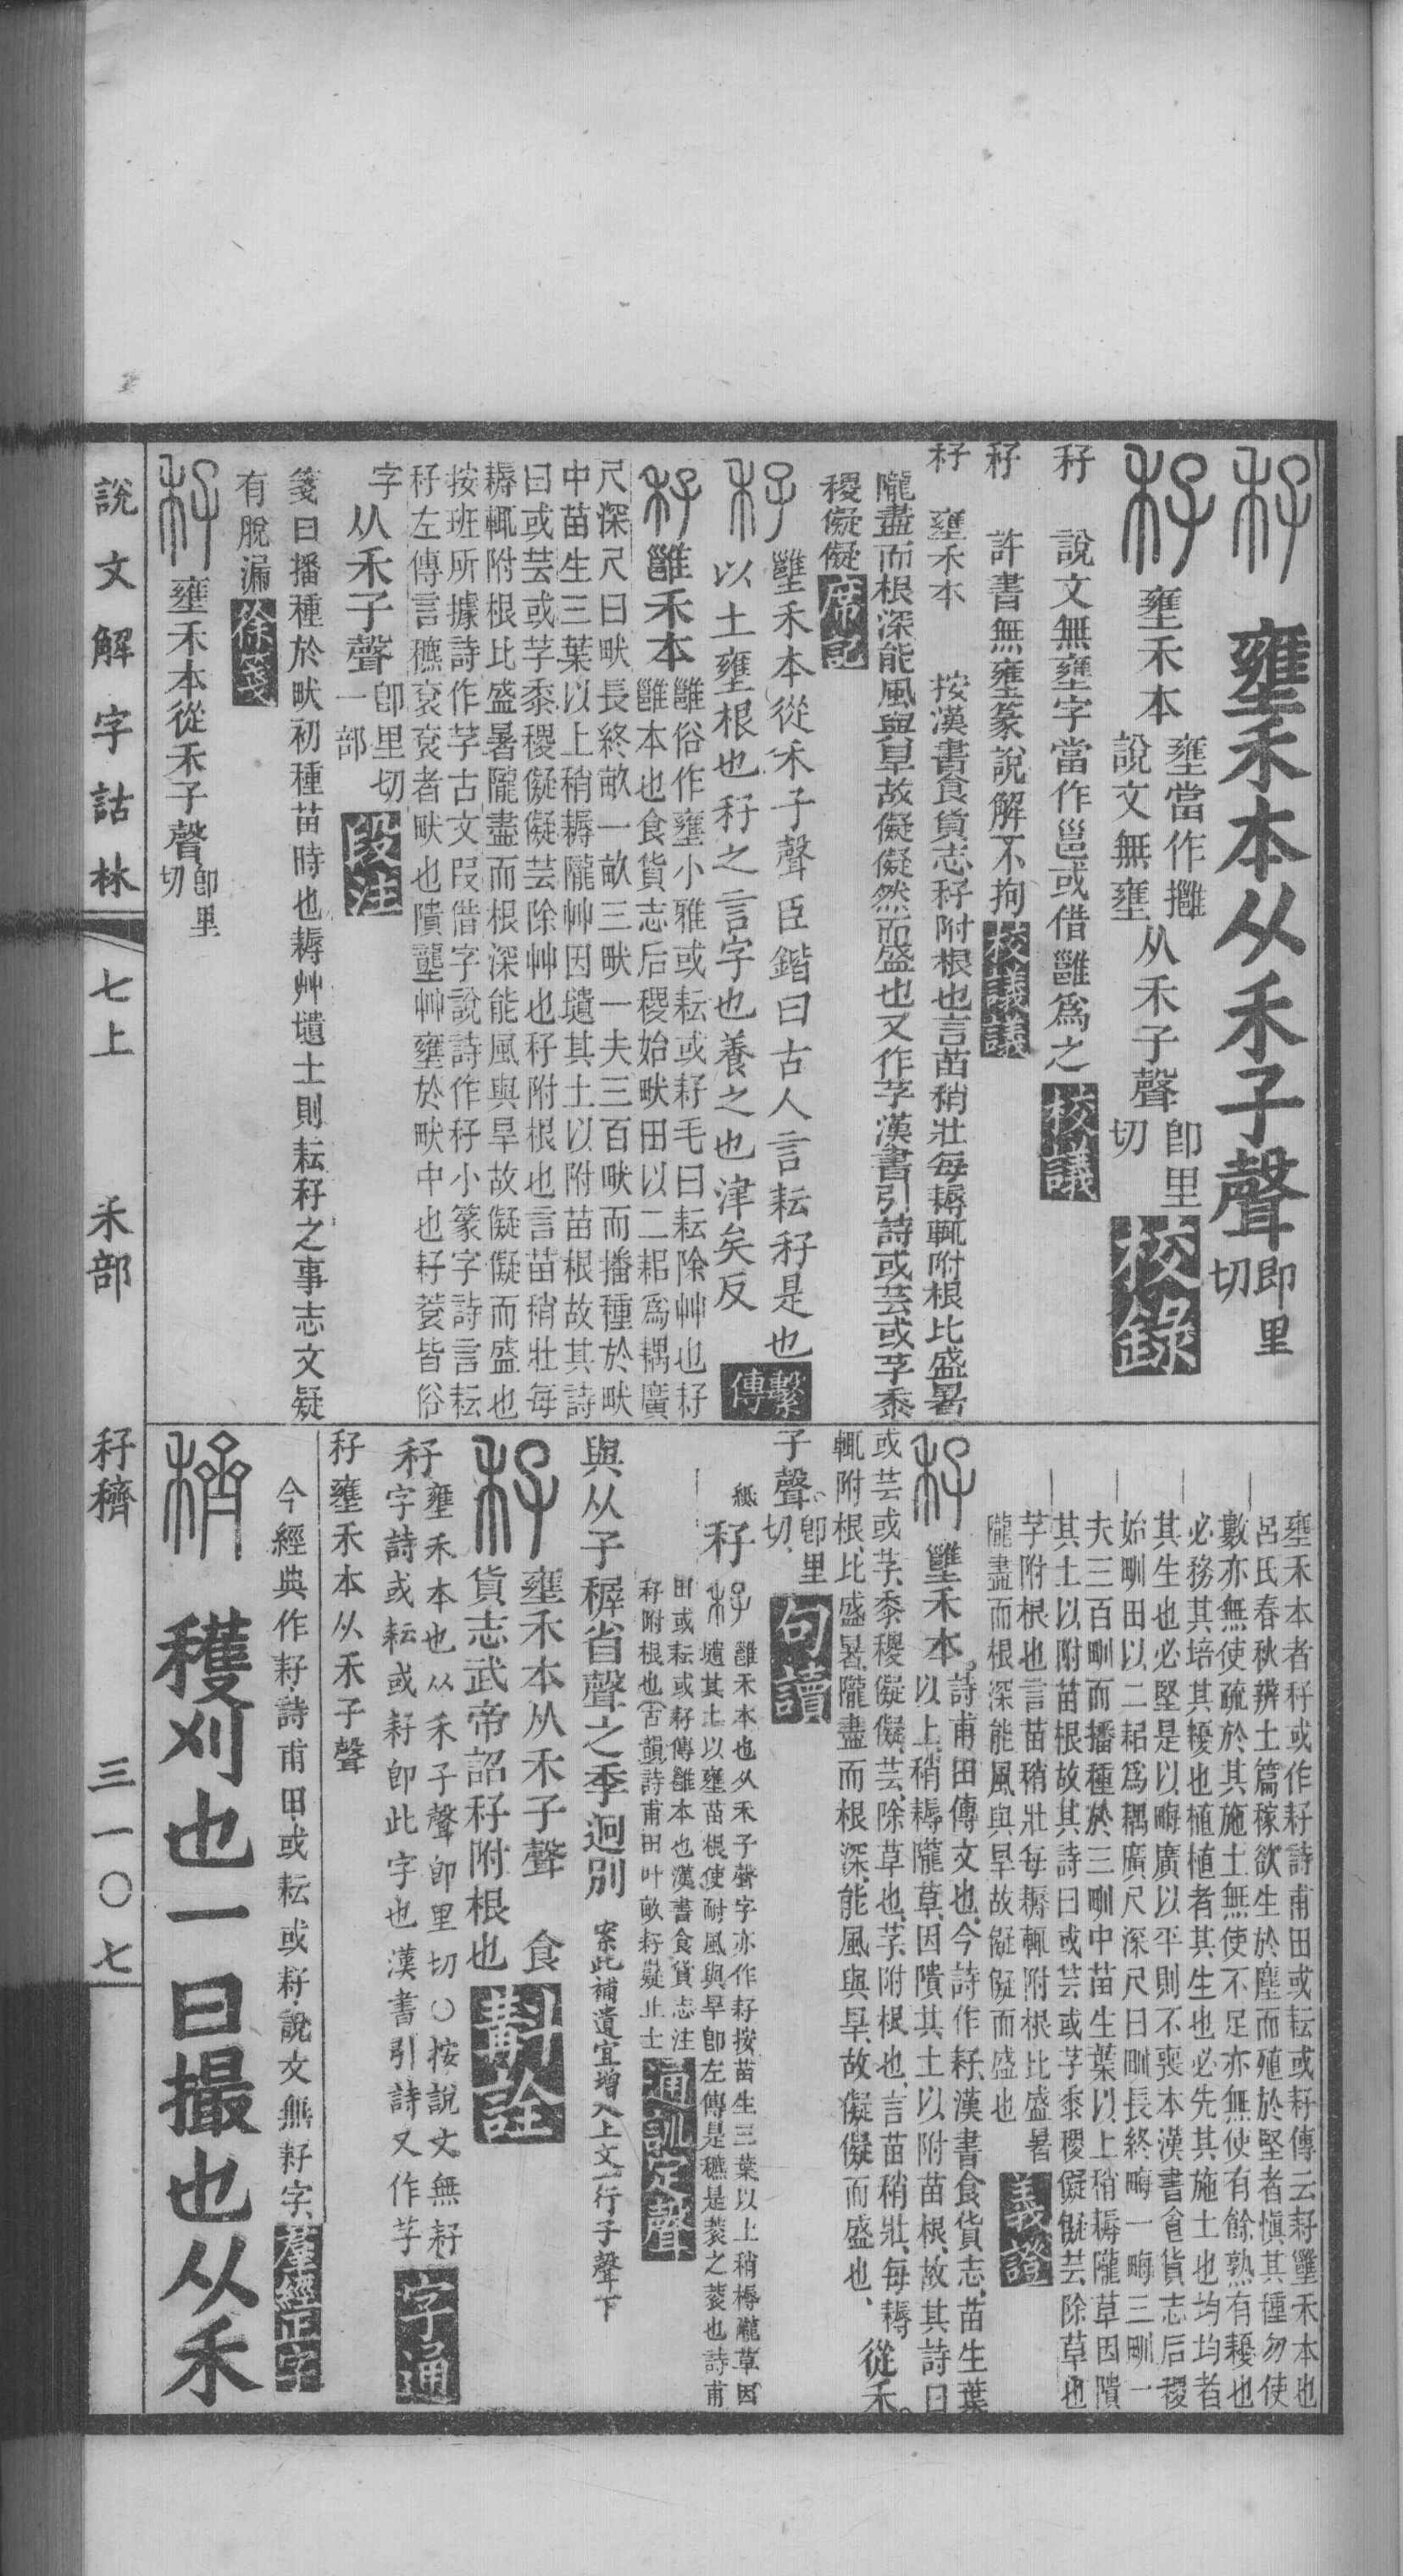 秄　壅禾本从禾子聲即里切
秄壅禾本壅當作㩲說文無壅从禾子聲即里切校錄
秄　說文無壅字當作邕或借雝爲之校議
秄　許書無壅篆說解不拘校議議
秄　壅禾本　按漢書食貨志秄附根也言苗稍壯每耨輒附根比盛暑
隴盡而根深能風與旱故儗儗然而盛也又作芓漢書引詩或芸或芓黍
稷儗儗席記
秄壅禾本從禾子聲臣鍇曰古人言耘秄是也
以土壅根也秄之言字也養之也津矣反繫傳
秄雝禾本雝俗作壅小雅或耘或耔毛曰耘除艸也耔
雝本也食貨志后稷始甽田以二耜爲耦廣
尺深尺曰甽長終畝一畝三甽一夫三百甽而播種於甽
中苗生三葉以上稍耨隴艸因壝其土以附苗根故其詩
曰或芸或芓黍稷儗儗芸除艸也秄附根也言苗稍壯每
耨輒附根比盛暑隴盡而根深能風與旱故儗儗而盛也
按班所據詩作芓古文叚借字說詩作秄小篆字詩言耘
秄左傳言穮袞袞者甽也隤壟艸壅於甽中也耔蓘皆俗
字从禾子聲即里切一部段注
箋曰播種於甽初種苗時也耨艸壝土則耘秄之事志文疑
有脫漏徐箋
秄壅禾本從禾子聲即里切
壅禾本者秄或作耔詩甫田或耘或耔傳云耔壅禾本也
呂氏春秋辨土篇稼欲生於塵而殖於堅者愼其種勿使
數亦無使疏於其施土無使不足亦無使有餘熟有耰也
必務其培其耰也植植者其生也必先其施土也均均者
其生也必堅是以畮廣以平則不喪本漢書食貨志后稷
始甽田以二耜爲耦廣尺深尺曰甽長終畮一畮三甽一
夫三百甽而播種於三甽中苗生葉以上稍耨隴草因隤
其土以附苗根故其詩曰或芸或芓黍稷儗儗芸除草也
芓附根也言苗稍壯每耨輒附根比盛暑
隴盡而根深能風與旱故儗儗而盛也義證
秄壅禾本。詩甫田傳文也、今詩作耔、漢書食貨志、苗生葉
以上、稍耨隴草、因隤其土以附苗根、故其詩曰
或芸或芓、黍稷儗儗、芸、除草也、芓、附根也、言苗稍壯、每耨
輒附根、比盛暑、隴盡而根深、能風與旱、故儗儗而盛也、從禾。
子聲。即里切、句讀
紙　秄　秄　雝禾本也从禾子聲字亦作耔按苗生三葉以上稍耨隴草因
壝其土以壅苗根使耐風與旱即左傳是穮是蓘之蓘也詩甫
田或耘或耔傳雝本也漢書食貨志注
秄附根也古韻詩甫田叶畝耔薿止士通訓定聲
與从子稺省聲之季迥別　案此補遺宜增入上文一行子聲下
秄壅禾本从禾子聲　食
貨志武帝詔秄附根也斠詮
秄壅禾本也从禾子聲即里切〇按說文無耔
字詩或耘或耔即此字也漢書引詩又作芓字通
秄壅禾本从禾子聲
今經典作耔詩甫田或耘或耔說文無耔字羣經正字
穧　穫刈也一曰撮也从禾
說文解字詁林　七上　禾部　秄穧　三一〇七